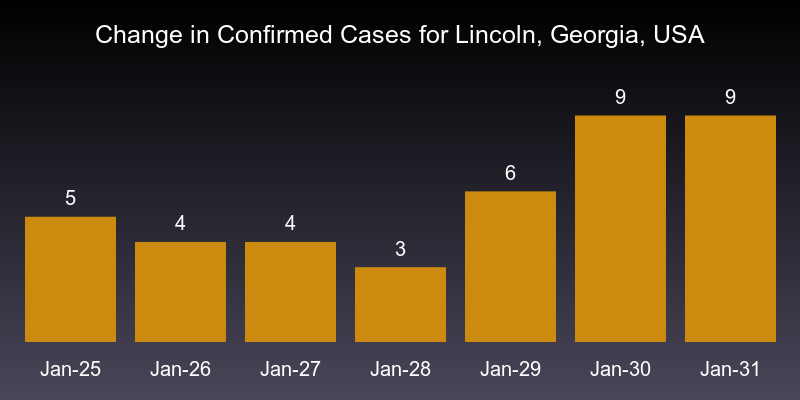 Change in Confirmed Cases for Lincoln, Georgia, USA
5 4 4 3 6 9 9
Jan-25 Jan-26 Jan-27 Jan-28 Jan-29 Jan-30 Jan-31